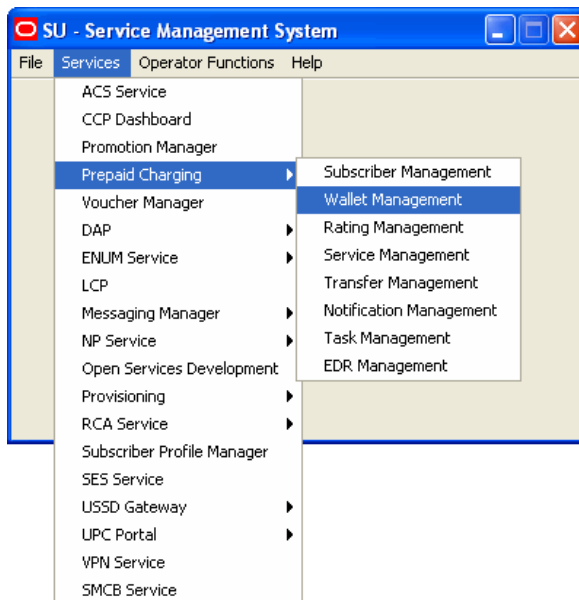 SU - Service Management System
File Services Operator Functions Help
ACS Service
CCP Dashboard
Promotion Manager
Prepaid Charging
Voucher Manager
DAP
ENUM Service
LCP
Messaging Manager
NP Service
Open Services Development
Provisioning
RCA Service
Subscriber Profile Manager
SES Service
USSD Gateway
UPC Portal
VPN Service
SMCB Service
Subscriber Management
Wallet Management
Rating Management
Service Management
Transfer Management
Notification Management
Task Management
EDR Management